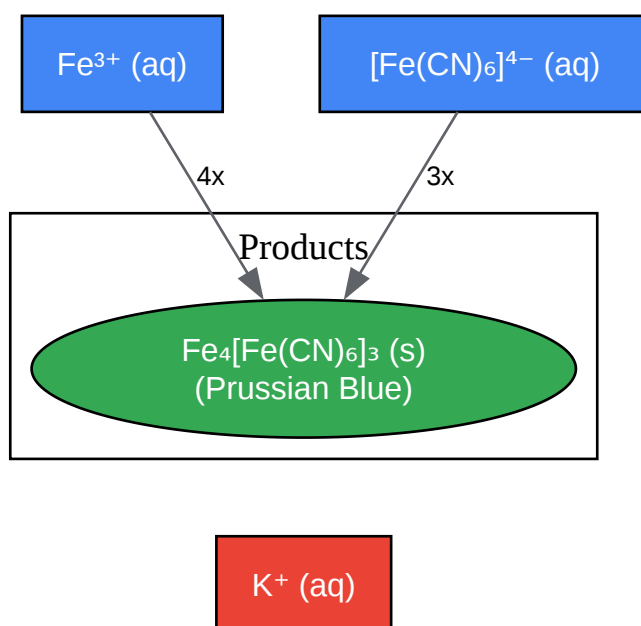 Fe³⁺ (aq)
[Fe(CN)₆]⁴⁻ (aq)
4x
3x
Products
Fe₄[Fe(CN)₆]₃ (s)
(Prussian Blue)
K⁺ (aq)